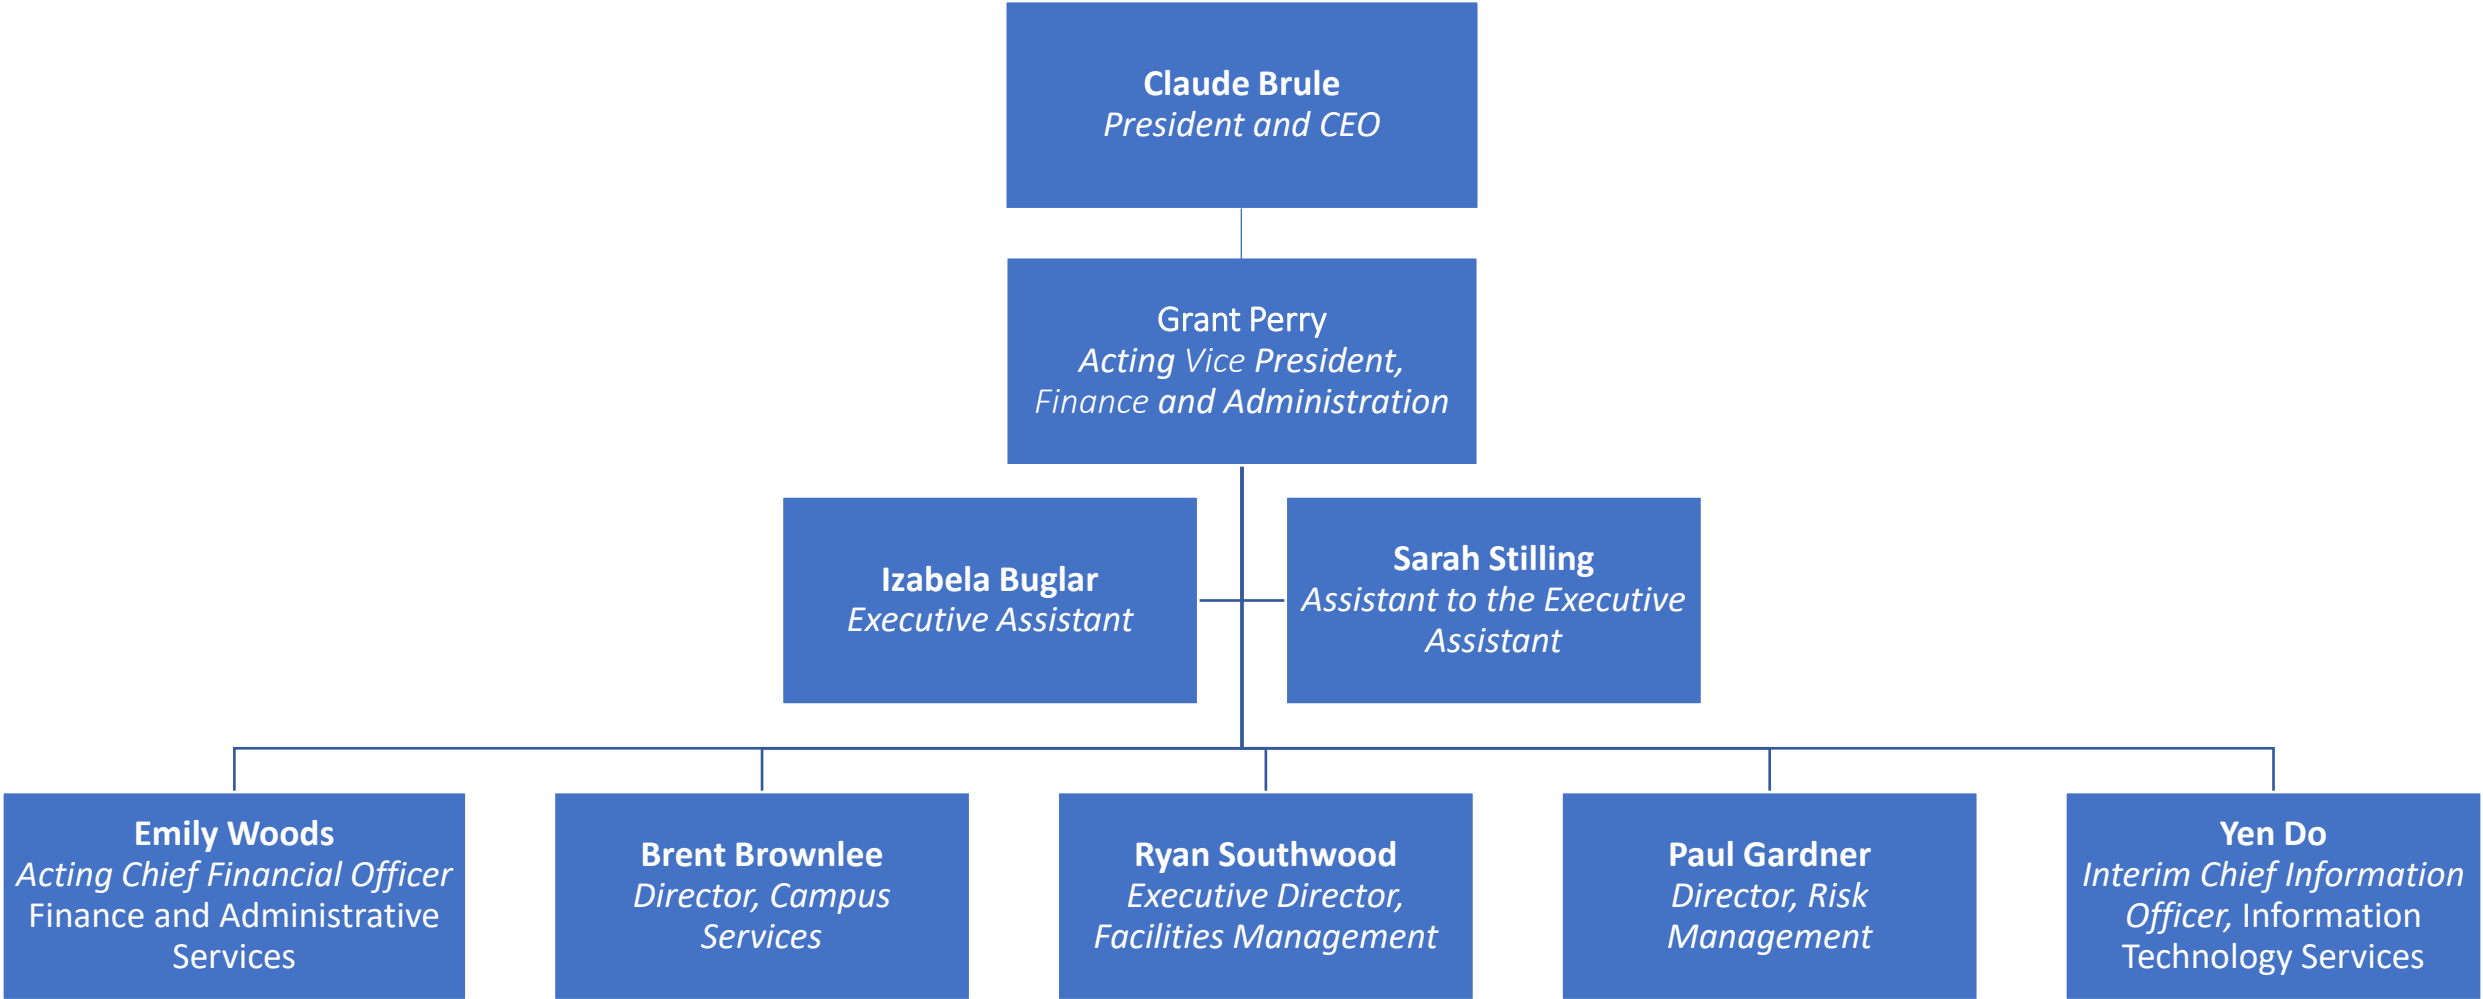 Claude Brule
President and CEO
Grant Perry
Acting Vice President,
Finance and Administration
Izabela Buglar
Executive Assistant
Sarah Stilling
Assistant to the Executive
Assistant
Emily Woods
Acting Chief Financial Officer
Finance and Administrative
Services
Brent Brownlee
Director, Campus
Services
Ryan Southwood
Executive Director,
Facilities Management
Paul Gardner
Director, Risk
Management
Yen Do
Interim Chief Information
Officer, Information
Technology Services